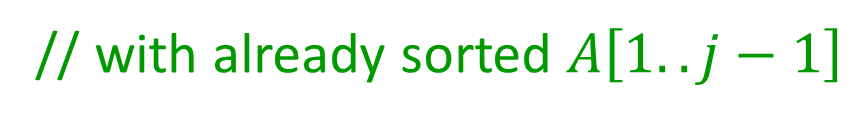 // with already sorted A[1..j − 1]